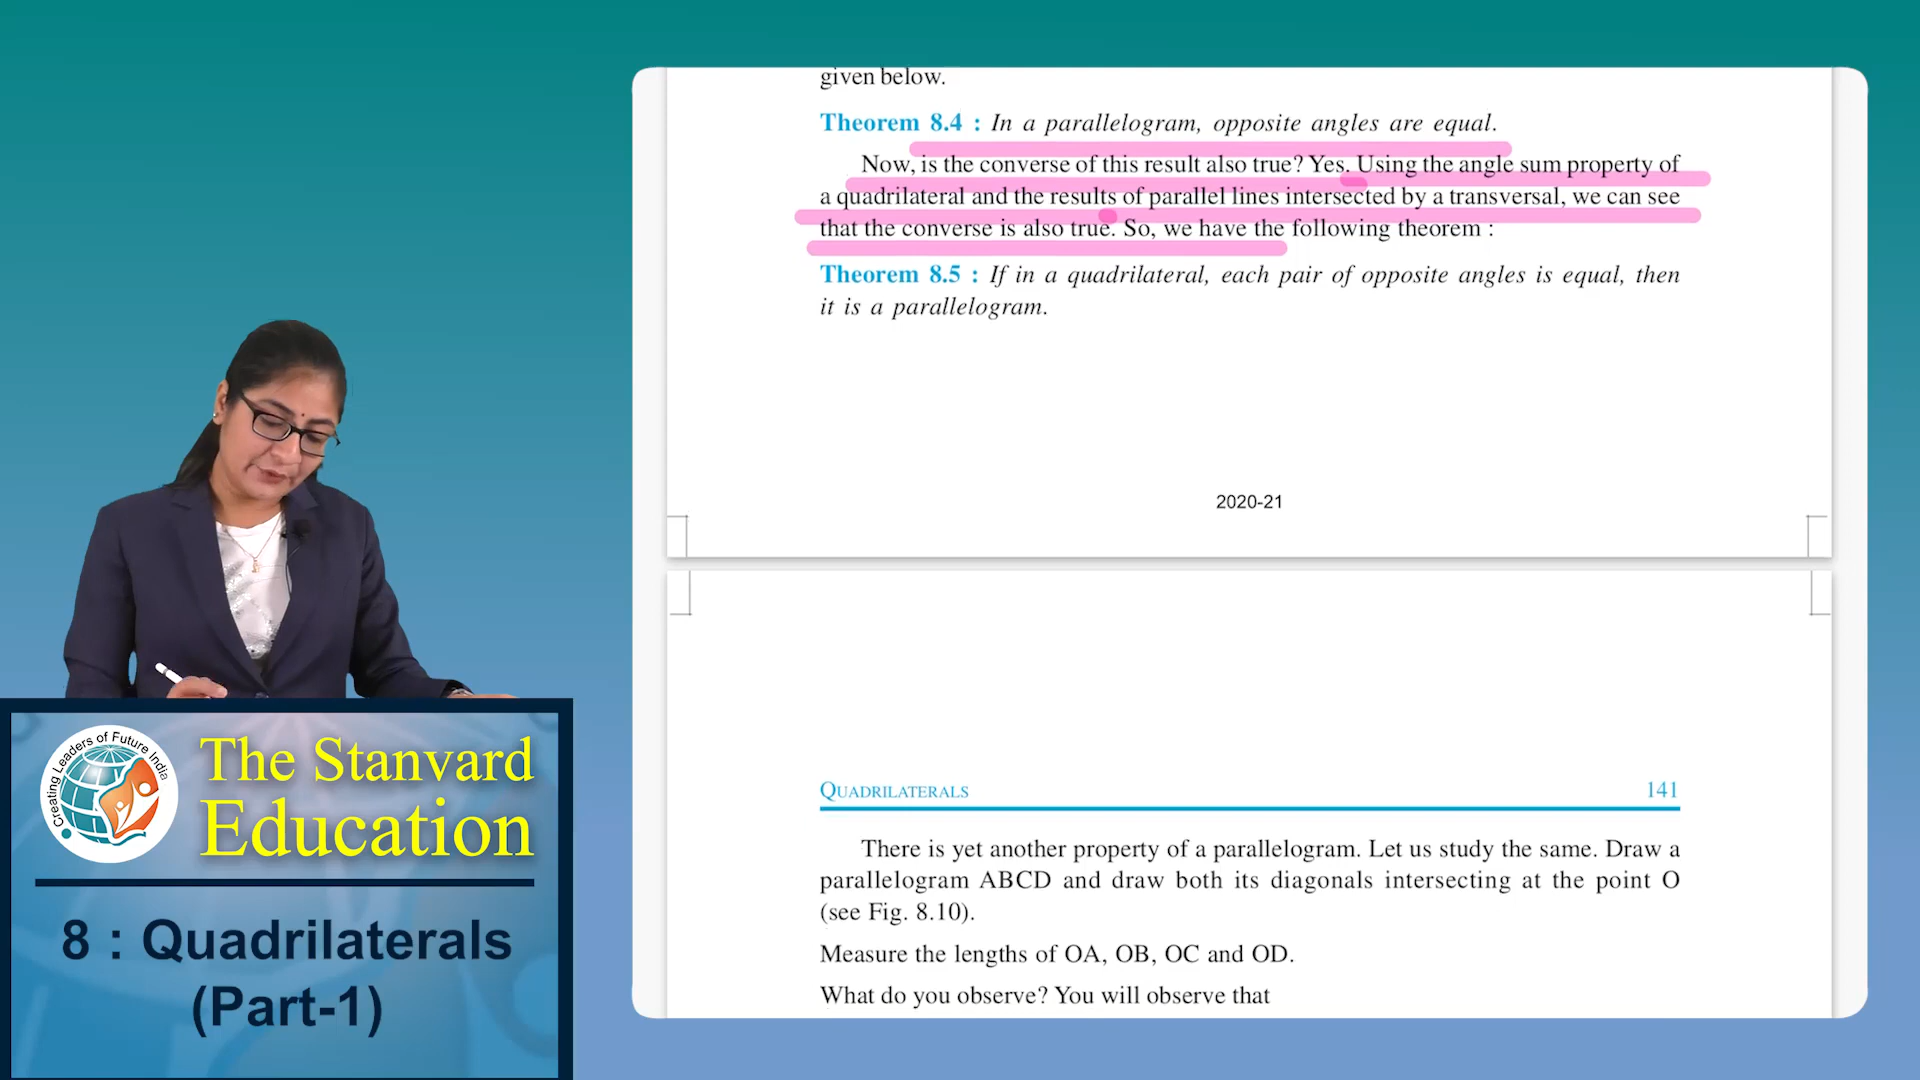 given below.
Theorem 8.4 : In a parallelogram, opposite angles are equal.
Now, is the converse of this result also true? Yes. Using the angle sum property of
a quadrilateral and the results of parallel lines intersected by a transversal, we can see
that the converse is also true. So, we have the following theorem :
Theorem 8.5 : If in a quadrilateral, each pair of opposite angles is equal, then
it is a parallelogram.
2020-21
QUADRILATERALS 141
There is yet another property of a parallelogram. Let us study the same. Draw a
parallelogram ABCD and draw both its diagonals intersecting at the point O
(see Fig. 8.10).
Measure the lengths of OA, OB, OC and OD.
What do you observe? You will observe that
Creating Leaders of Future India
The Stanvard
Education
8 : Quadrilaterals
(Part-1)